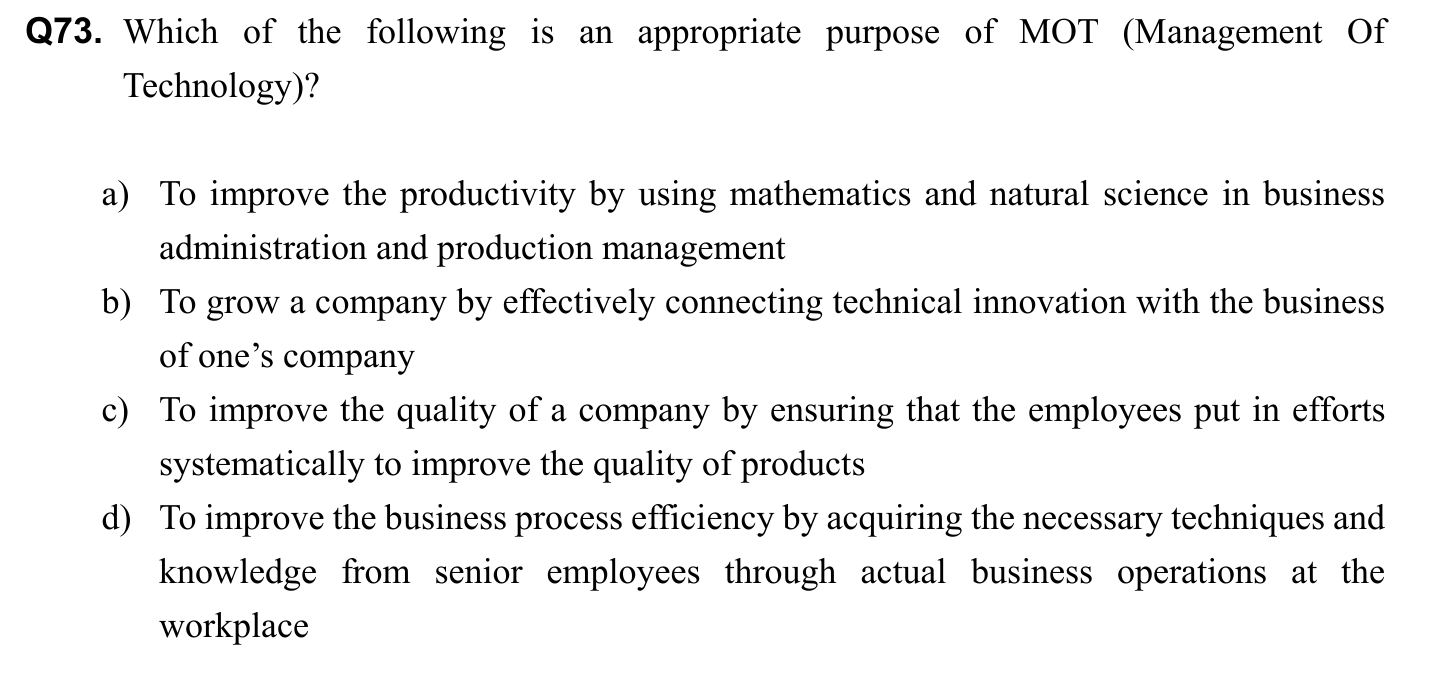 Q73. Which of the following is an appropriate purpose of MOT (Management Of
Technology)?
a) To improve the productivity by using mathematics and natural science in business
administration and production management
b) To grow a company by effectively connecting technical innovation with the business
of one’s company
c) To improve the quality of a company by ensuring that the employees put in efforts
systematically to improve the quality of products
d) To improve the business process efficiency by acquiring the necessary techniques and
knowledge from senior employees through actual business operations at the
workplace